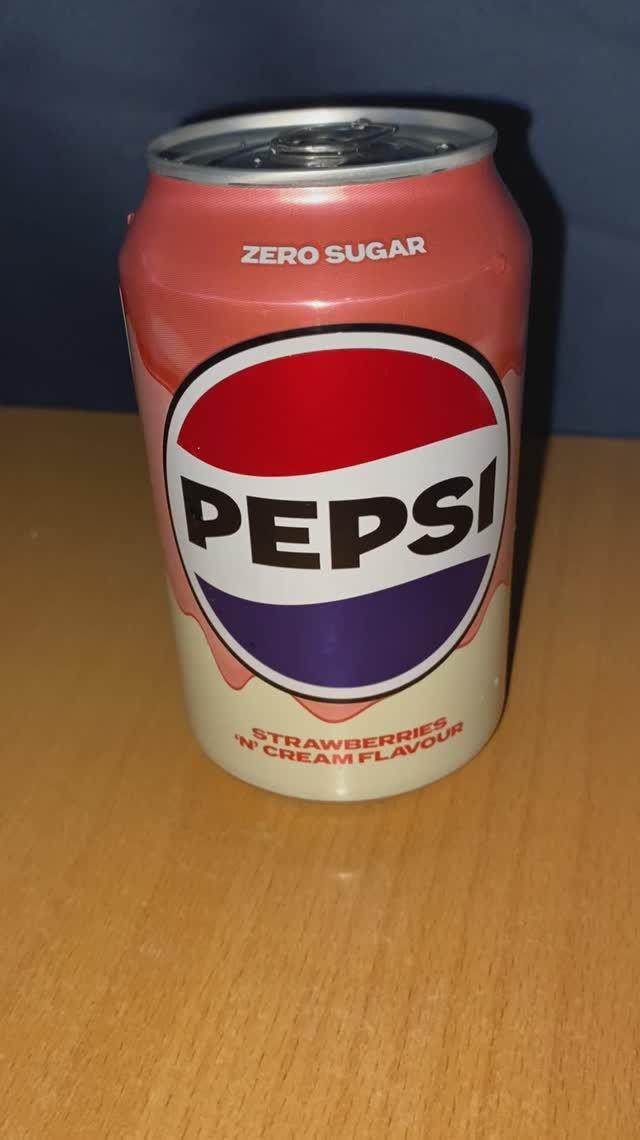 ZERO SUGAR
PEPSI
STRAWBERRIES
'N' CREAM FLAVOUR